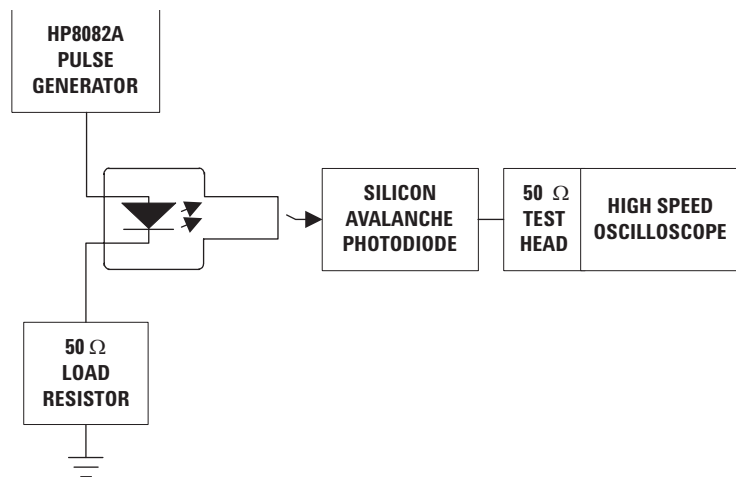 HP8082A
PULSE
GENERATOR
SILICON
AVALANCHE
PHOTODIODE
50 Ω
TEST
HEAD
HIGH SPEED
OSCILLOSCOPE
50 Ω
LOAD
RESISTOR